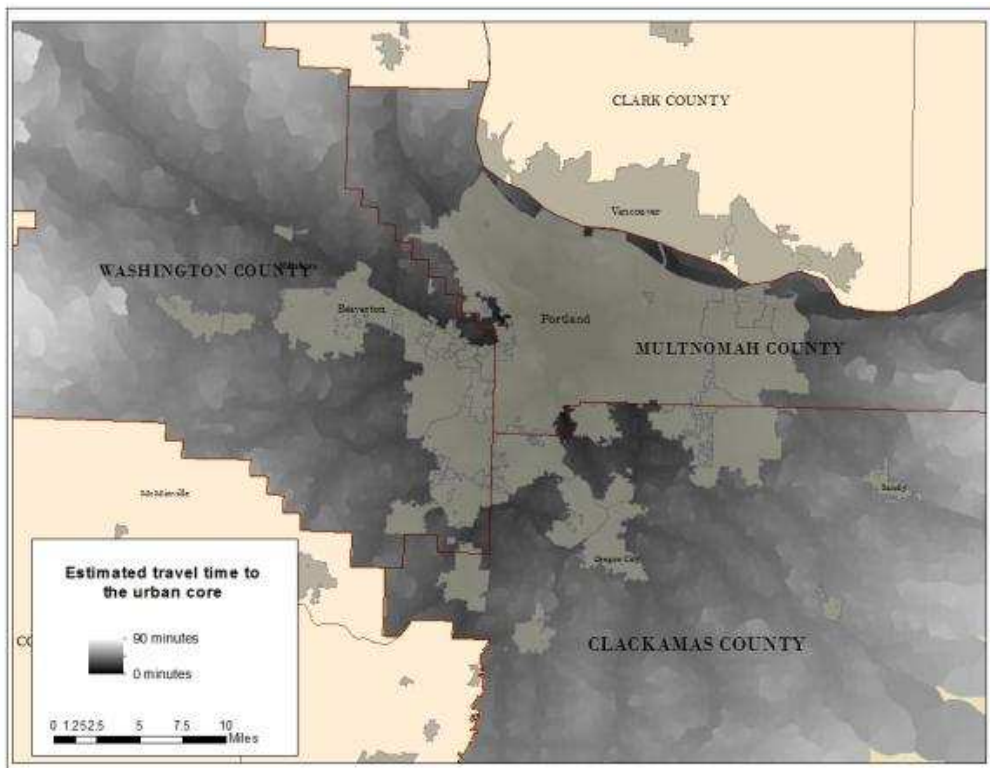 CLARK COUNTY
Vancouver
WASHINGTON COUNTY
Beaverton
Portland
MULTNOMAH COUNTY
McMinville
Sandy
Oregon City
CLACKAMAS COUNTY
Estimated travel time to
the urban core
90 minutes
0 minutes
0 1.25 2.5 5 7.5 10
Miles